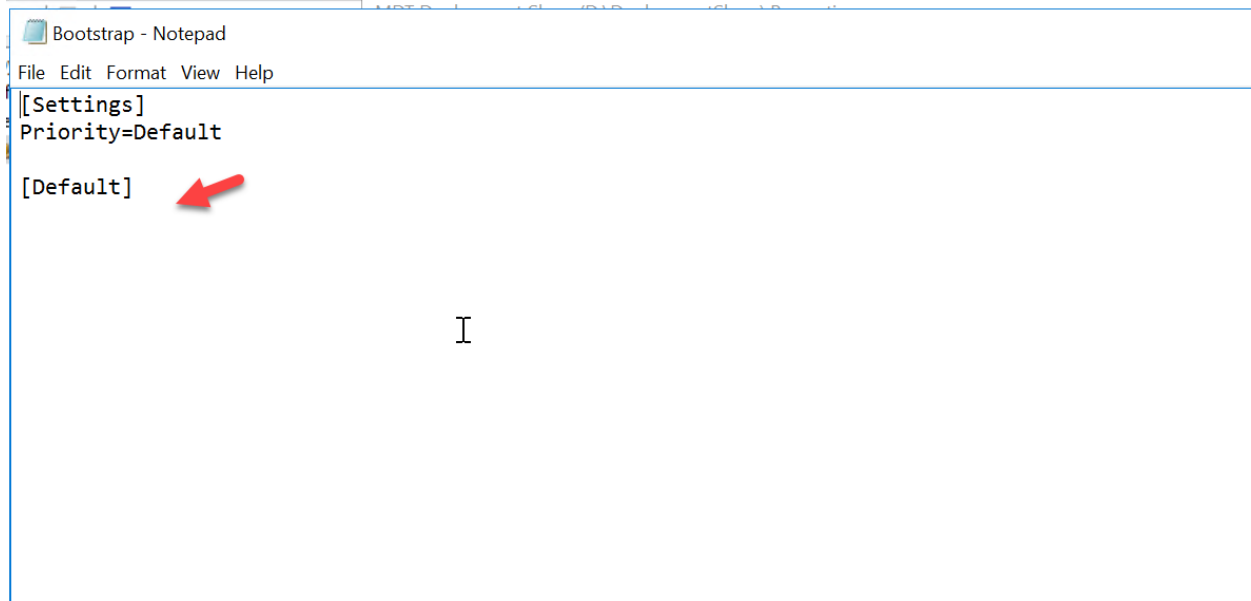 Bootstrap - Notepad
File Edit Format View Help
[Settings]
Priority=Default
[Default]